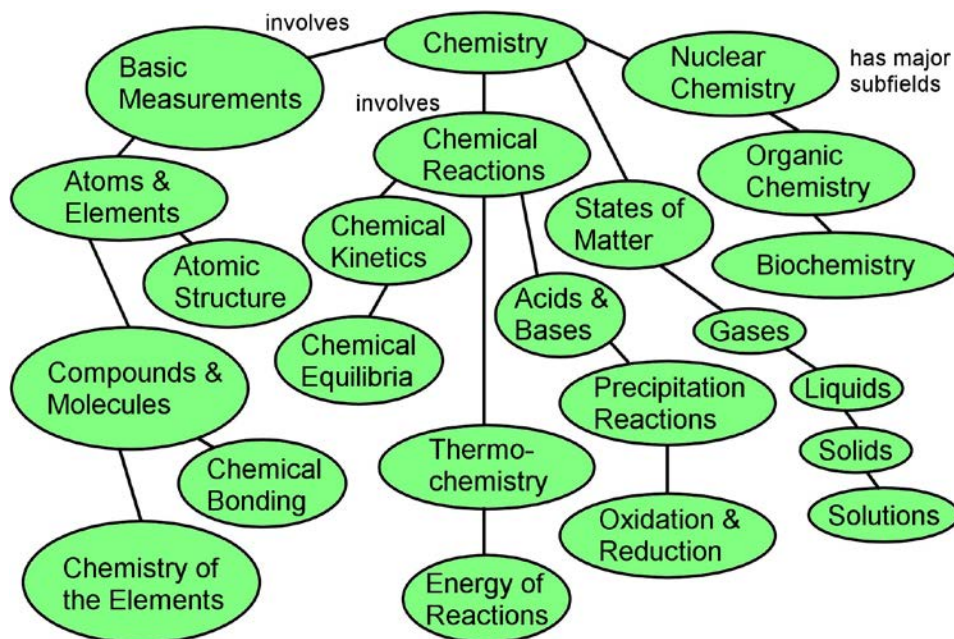 involves
Chemistry
Basic
Measurements
Nuclear
Chemistry
has major
subfields
involves
Chemical
Reactions
Organic
Chemistry
Atoms &
Elements
Chemical
Kinetics
States of
Matter
Biochemistry
Atomic
Structure
Acids &
Bases
Gases
Chemical
Equilibria
Compounds &
Molecules
Precipitation
Reactions
Liquids
Thermo-
chemistry
Solids
Chemical
Bonding
Solutions
Oxidation &
Reduction
Chemistry of
the Elements
Energy of
Reactions